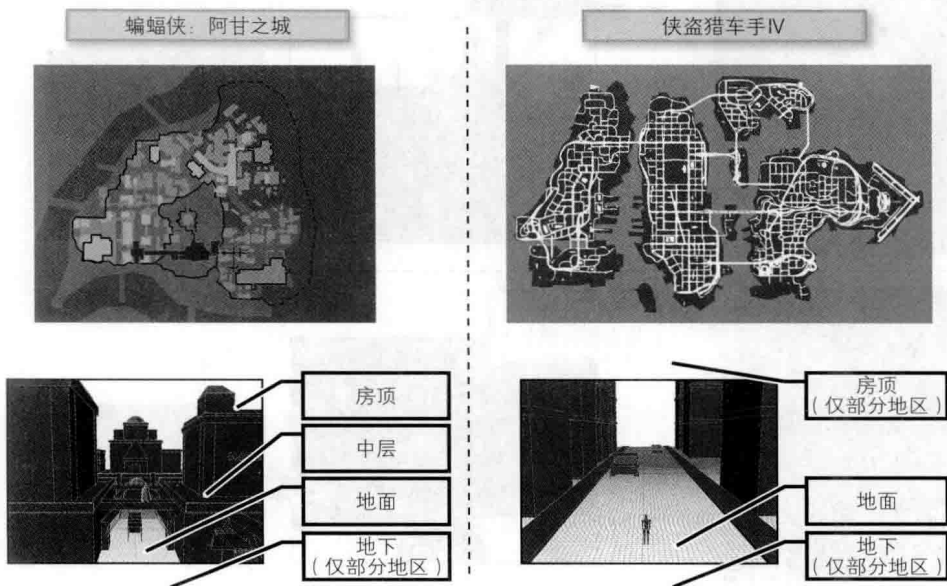 蝙蝠侠：阿甘之城
侠盗猎车手Ⅳ
房顶
中层
地面
地下
（仅部分地区）
房顶
（仅部分地区）
地面
地下
（仅部分地区）